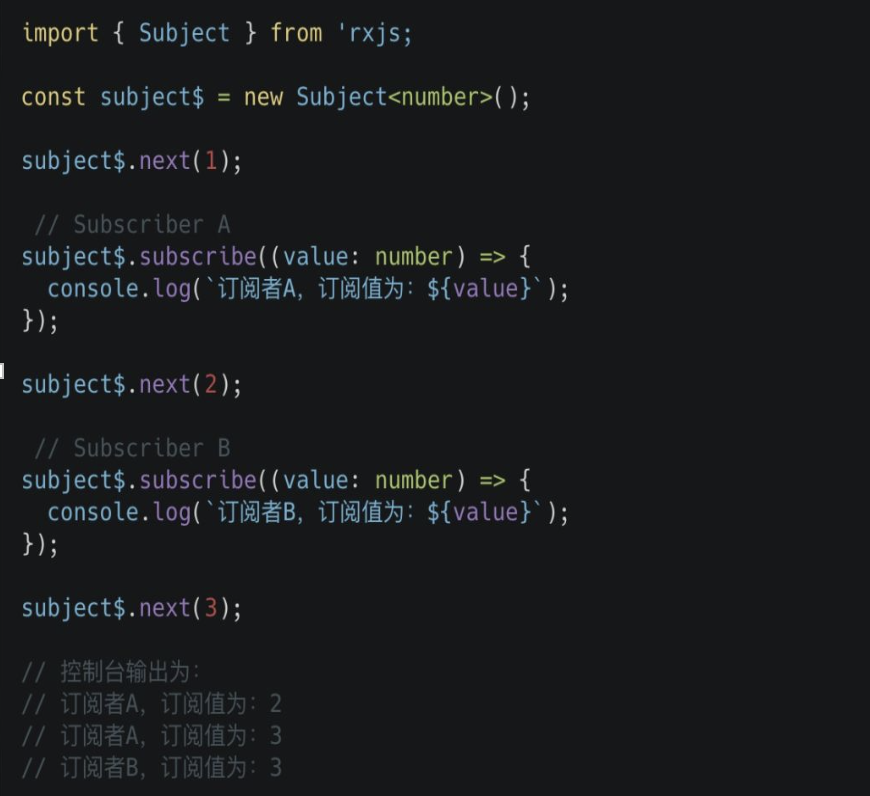 import { Subject } from 'rxjs;
const subject$ = new Subject<number>();
subject$.next(1);
// Subscriber A
subject$.subscribe((value: number) => {
console.log(`订阅者A, 订阅值为: ${value}`);
});
subject$.next(2);
// Subscriber B
subject$.subscribe((value: number) => {
console.log(`订阅者B, 订阅值为: ${value}`);
});
subject$.next(3);
// 控制台输出为:
// 订阅者A, 订阅值为: 2
// 订阅者A, 订阅值为: 3
// 订阅者B, 订阅值为: 3